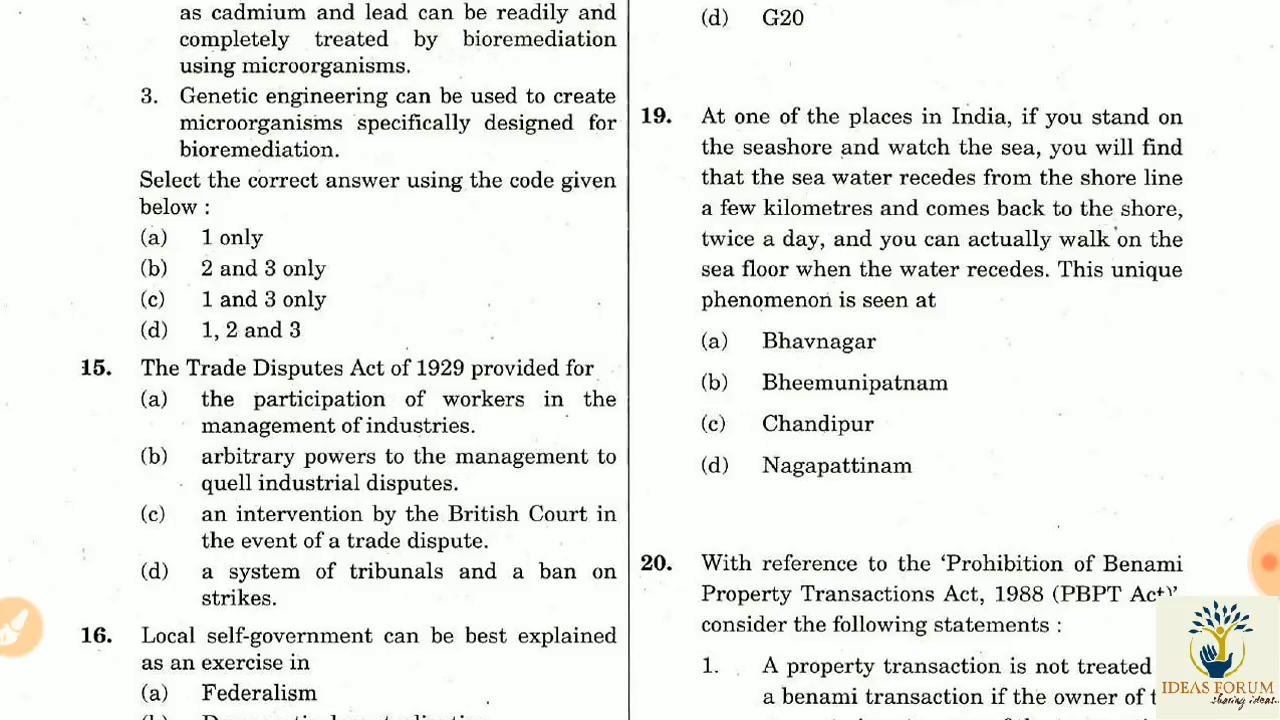 as cadmium and lead can be readily and
completely treated by bioremediation
using microorganisms.
3. Genetic engineering can be used to create
microorganisms specifically designed for
bioremediation.
Select the correct answer using the code given
below :
(a) 1 only
(b) 2 and 3 only
(c) 1 and 3 only
(d) 1, 2 and 3
15. The Trade Disputes Act of 1929 provided for
(a) the participation of workers in the
management of industries.
(b) arbitrary powers to the management to
quell industrial disputes.
(c) an intervention by the British Court in
the event of a trade dispute.
(d) a system of tribunals and a ban on
strikes.
16. Local self-government can be best explained
as an exercise in
(a) Federalism
(d) G20
19. At one of the places in India, if you stand on
the seashore and watch the sea, you will find
that the sea water recedes from the shore line
a few kilometres and comes back to the shore,
twice a day, and you can actually walk on the
sea floor when the water recedes. This unique
phenomenon is seen at
(a) Bhavnagar
(b) Bheemunipatnam
(c) Chandipur
(d) Nagapattinam
20. With reference to the ‘Prohibition of Benami
Property Transactions Act, 1988 (PBPT Act)’,
consider the following statements :
1. A property transaction is not treated
a benami transaction if the owner of
IDEAS FORUM
sharing ideas